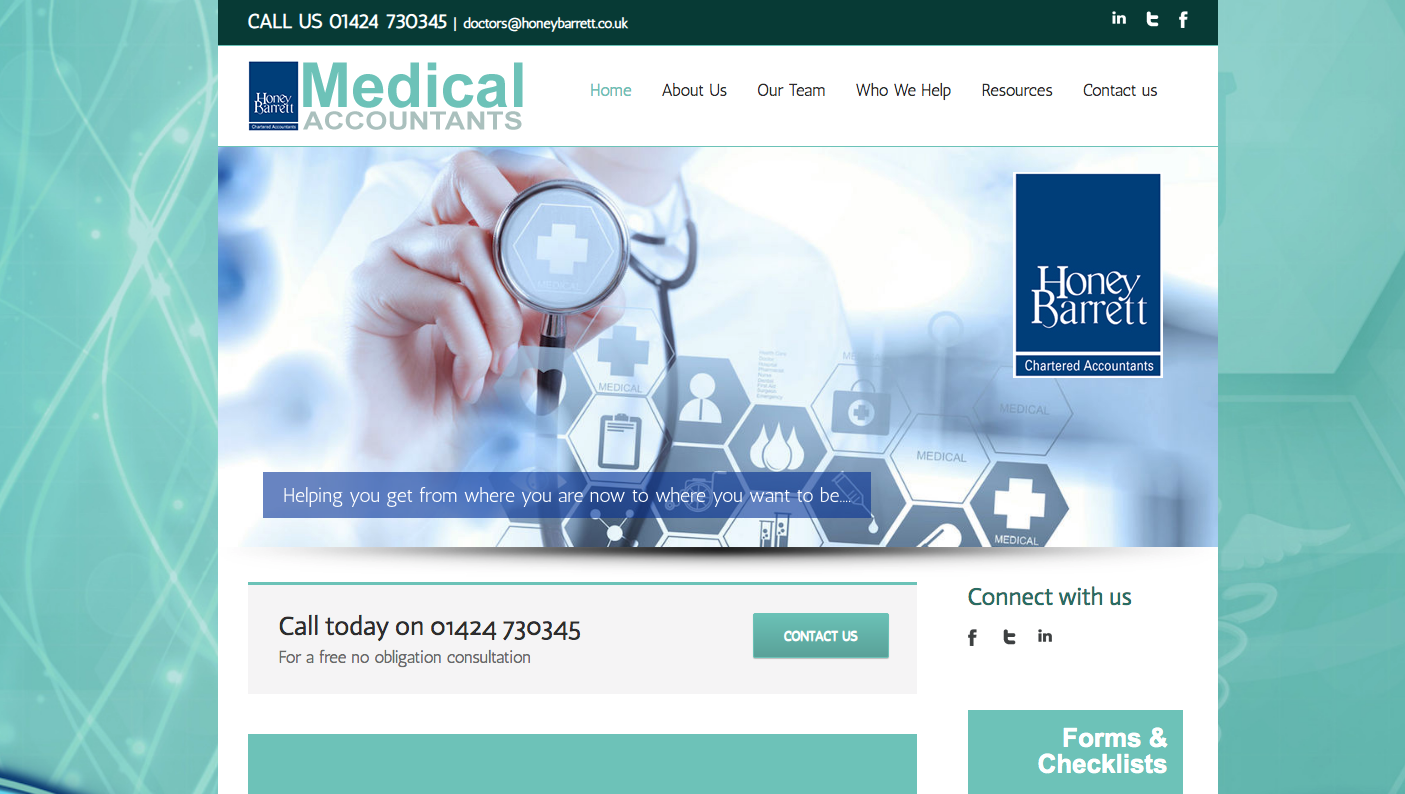 CALL US 01424 730345 | doctors@honeybarrett.co.uk
Honey
Barrett
Chartered Accountants
Medical
ACCOUNTANTS
Home
About Us
Our Team
Who We Help
Resources
Contact us
MEDICAL
Honey
Barrett
Chartered Accountants
MEDICAL
MEDICAL
MEDICAL
MEDICAL
Helping you get from where you are now to where you want to be....
Call today on 01424 730345
For a free no obligation consultation
CONTACT US
Connect with us
Forms &
Checklists